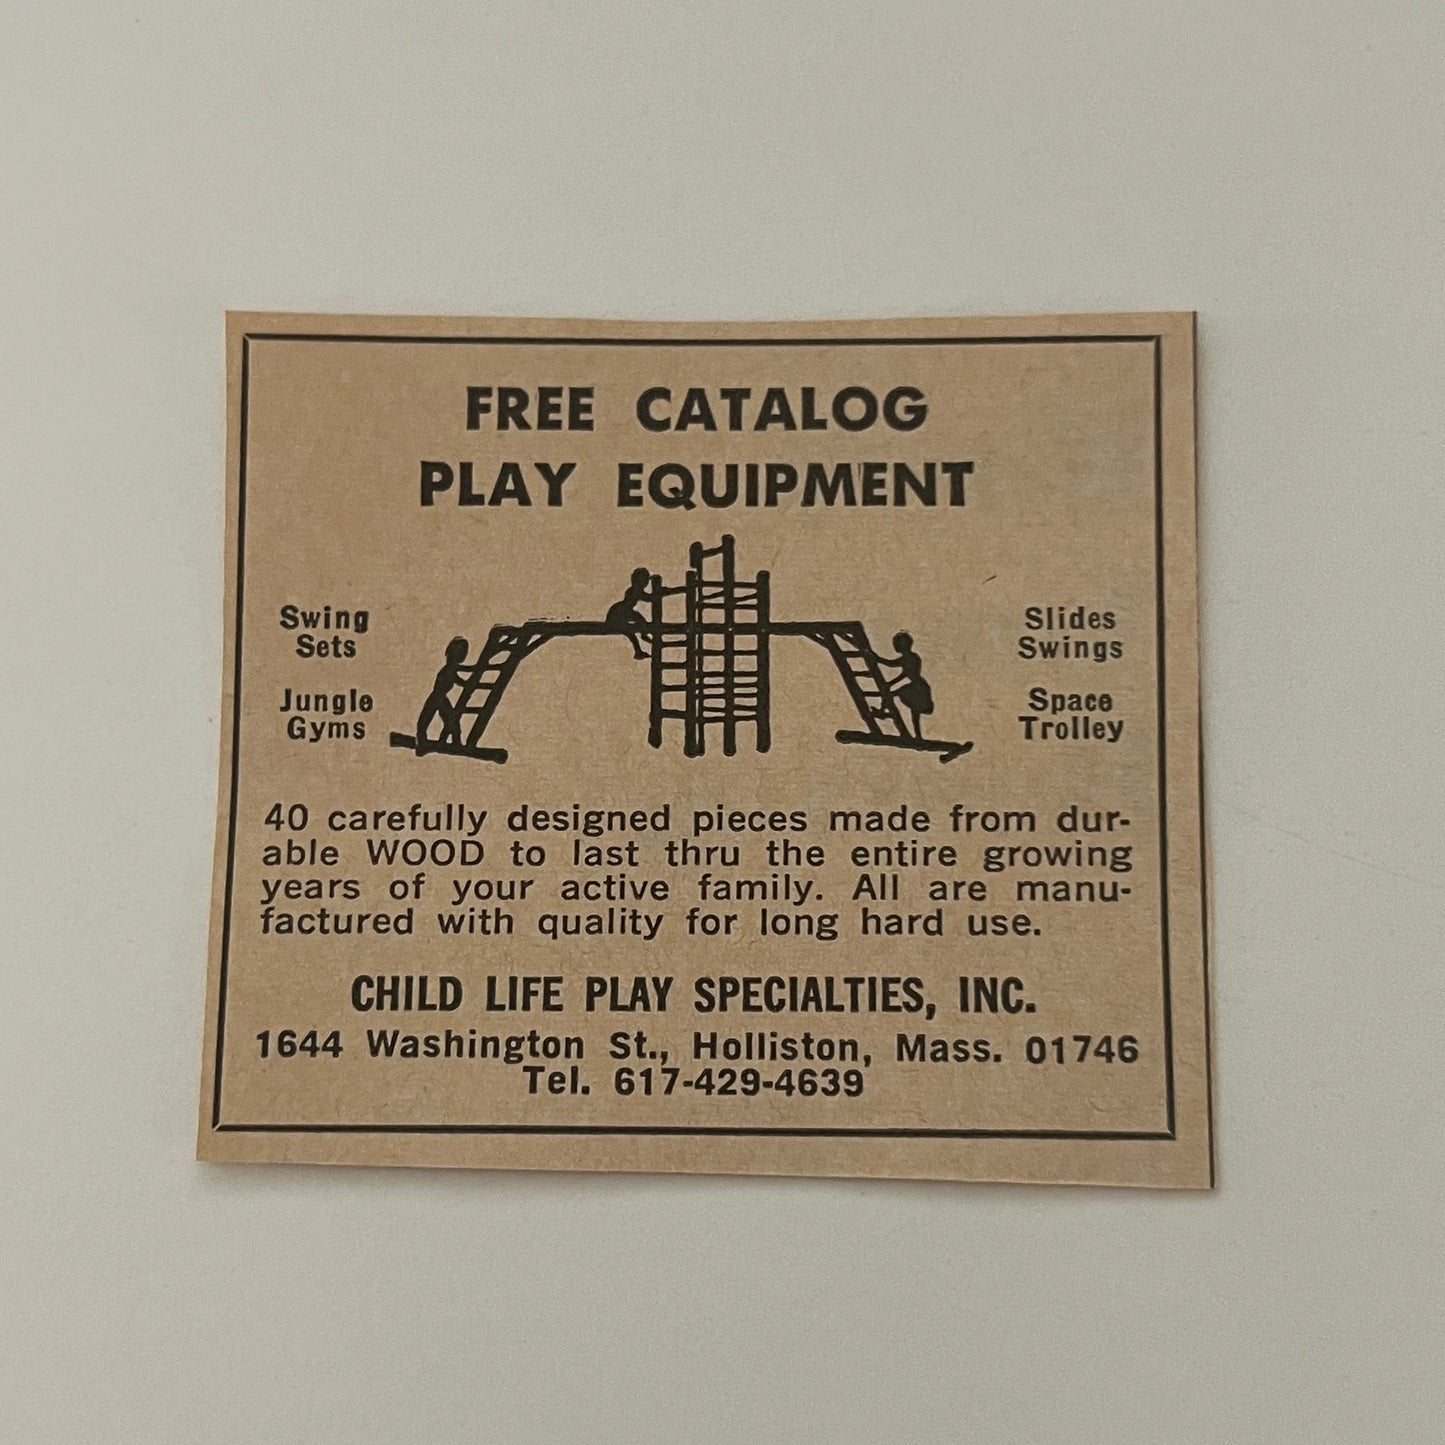 FREE CATALOG
PLAY EQUIPMENT
Swing
Sets
Jungle
Gyms
Slides
Swings
Space
Trolley
40 carefully designed pieces made from dur-
able WOOD to last thru the entire growing
years of your active family. All are manu-
factured with quality for long hard use.
CHILD LIFE PLAY SPECIALTIES, INC.
1644 Washington St., Holliston, Mass. 01746
Tel. 617-429-4639